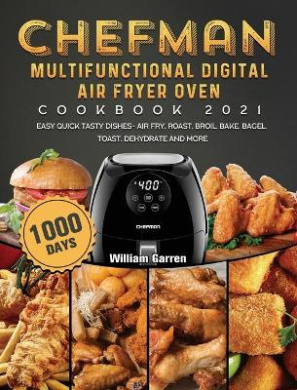 CHEFMAN
MULTIFUNCTIONAL DIGITAL
AIR FRYER OVEN
COOKBOOK 2021
EASY QUICK TASTY DISHES- AIR FRY, ROAST, BROIL, BAKE, BAGEL,
TOAST, DEHYDRATE AND MORE
400°
CHEFMAN
1000
DAYS
William Garren